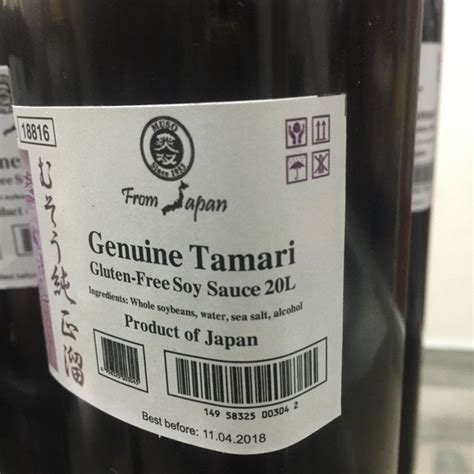 18816
MUSO
Since 1952
From Japan
むそう純正溜
Genuine Tamari
Gluten-Free Soy Sauce 20L
Ingredients: Whole soybeans, water, sea salt, alcohol
Product of Japan
149 58325 00304 2
Best before: 11.04.2018